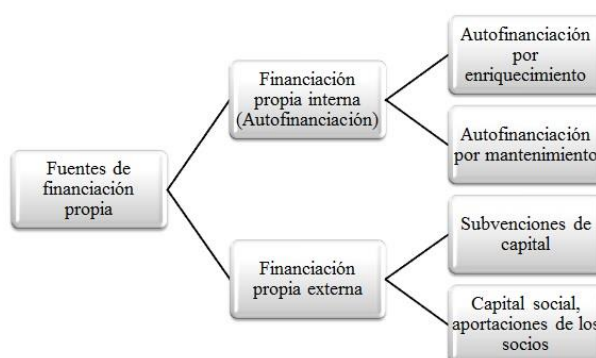 Fuentes de
financiación
propia
Financiación
propia interna
(Autofinanciación)
Autofinanciación
por
enriquecimiento
Autofinanciación
por mantenimiento
Financiación
propia externa
Subvenciones de
capital
Capital social,
aportaciones de los
socios